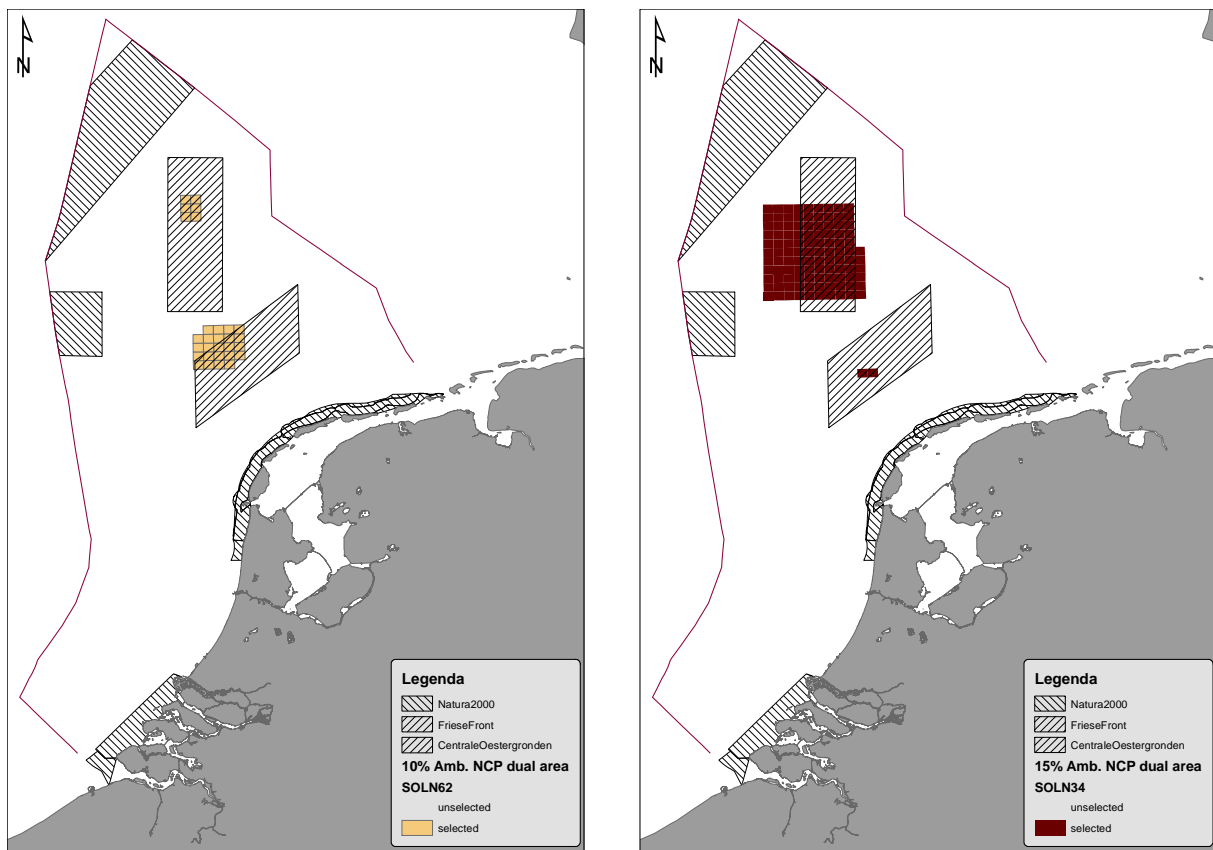 N
Legenda
Natura2000
FrieseFront
CentraleOestergronden
10% Amb. NCP dual area
SOLN62
unselected
selected
N
Legenda
Natura2000
FrieseFront
CentraleOestergronden
15% Amb. NCP dual area
SOLN34
unselected
selected